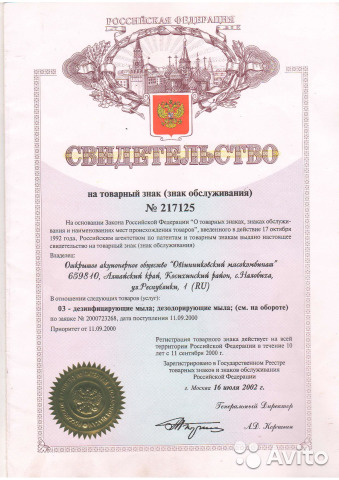 РОССИЙСКАЯ ФЕДЕРАЦИЯ
СВИДЕТЕЛЬСТВО
на товарный знак (знак обслуживания)
№ 217125
На основании Закона Российской Федерации "О товарных знаках, знаках обслужи-
вания и наименованиях мест происхождения товаров", введенного в действие 17 октября
1992 года, Российским агентством по патентам и товарным знакам выдано настоящее
свидетельство на товарный знак (знак обслуживания)
Владелец:
Открытое акционерное общество
659810, Алтайский край, район, с.Налобиха,
ул.Республики, 1 (RU)
В отношении следующих товаров (услуг):
03 - дезинфицирующие мыла; дезодорирующие мыла; (см. на обороте)
по заявке № 2000723268, дата поступления 11.09.2000
Приоритет от 11.09.2000
Регистрация товарного знака действует на всей
территории Российской Федерации в течение 10
лет с 11 сентября 2000 г.
Зарегистрировано в Государственном Реестре
товарных знаков и знаков обслуживания
Российской Федерации
г. Москва 16 июля 2002 г.
Генеральный Директор
А.Д. Корчагин
Avito